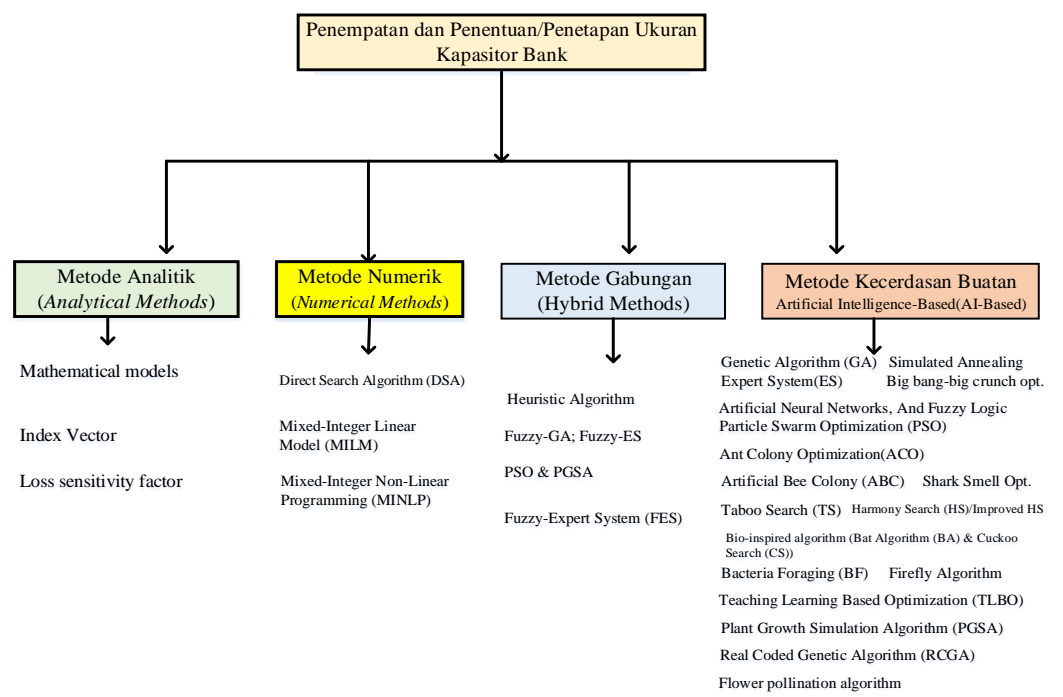 Penempatan dan Penentuan/Penetapan Ukuran
Kapasitor Bank
Metode Analitik
(Analytical Methods)
Mathematical models
Index Vector
Loss sensitivity factor
Metode Numerik
(Numerical Methods)
Direct Search Algorithm (DSA)
Mixed-Integer Linear
Model (MILM)
Mixed-Integer Non-Linear
Programming (MINLP)
Metode Gabungan
(Hybrid Methods)
Heuristic Algorithm
Fuzzy-GA; Fuzzy-ES
PSO & PGSA
Fuzzy-Expert System (FES)
Metode Kecerdasan Buatan
Artificial Intelligence-Based(AI-Based)
Genetic Algorithm (GA) Simulated Annealing
Expert System(ES) Big bang-big crunch opt.
Artificial Neural Networks, And Fuzzy Logic
Particle Swarm Optimization (PSO)
Ant Colony Optimization(ACO)
Artificial Bee Colony (ABC) Shark Smell Opt.
Taboo Search (TS) Harmony Search (HS)/Improved HS
Bio-inspired algorithm (Bat Algorithm (BA) & Cuckoo
Search (CS))
Bacteria Foraging (BF) Firefly Algorithm
Teaching Learning Based Optimization (TLBO)
Plant Growth Simulation Algorithm (PGSA)
Real Coded Genetic Algorithm (RCGA)
Flower pollination algorithm